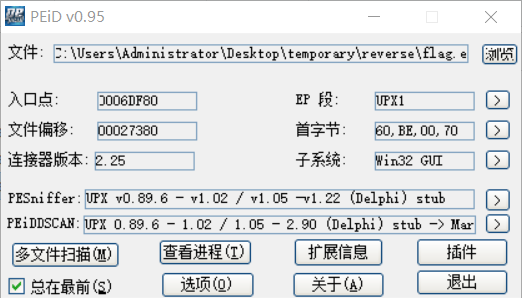 PEiD v0.95
文件: C:\Users\Administrator\Desktop\temporary\reverse\flag.e 浏览
入口点: 0006DF80 EP 段: UPX1 >
文件偏移: 00027380 首字节: 60,BE,00,70 >
连接器版本: 2.25 子系统: Win32 GUI >
PESniffer: UPX v0.89.6 - v1.02 / v1.05 -v1.22 (Delphi) stub >
PEiDDSCAN: UPX 0.89.6 - 1.02 / 1.05 - 2.90 (Delphi) stub -> Mar >
多文件扫描(M) 查看进程(T) 扩展信息 插件
总在最前(S) 选项(O) 关于(A) 退出